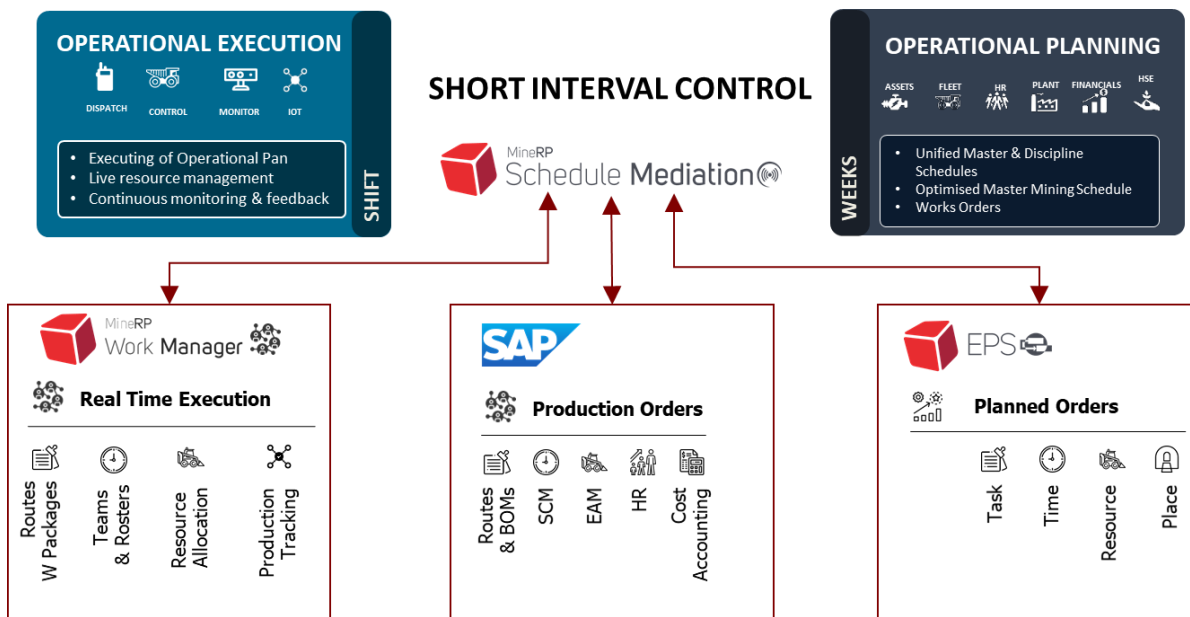 OPERATIONAL EXECUTION
DISPATCH
CONTROL
MONITOR
IOT
• Executing of Operational Pan
• Live resource management
• Continuous monitoring & feedback
SHIFT
SHORT INTERVAL CONTROL
MineRP
Schedule Mediation
OPERATIONAL PLANNING
ASSETS
FLEET
HR
PLANT
FINANCIALS
HSE
• Unified Master & Discipline
Schedules
• Optimised Master Mining Schedule
• Works Orders
WEEKS
MineRP
Work Manager
Real Time Execution
Routes
W Packages
Teams
& Rosters
Resource
Allocation
Production
Tracking
SAP
Production Orders
Routes
& BOMs
SCM
EAM
HR
Cost
Accounting
EPS
Planned Orders
Task
Time
Resource
Place